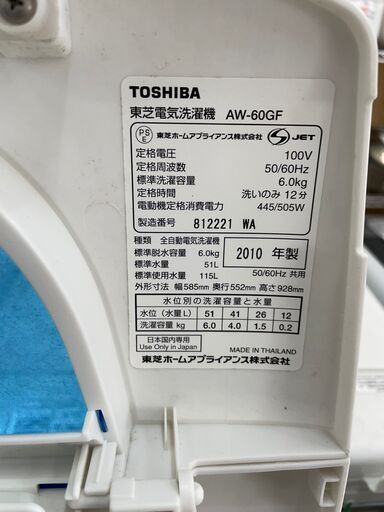 TOSHIBA
東芝電気洗濯機 AW-60GF
PS E 東芝ホームアプライアンス株式会社 S JET
定格電圧 100V
定格周波数 50/60Hz
標準洗濯容量 6.0kg
定格時間 洗いのみ 12分
電動機定格消費電力 445/505W
製造番号 812221 WA
種類 全自動電気洗濯機
標準脱水容量 6.0kg 2010 年製
標準水量 51L
標準使用水量 115L 50/60Hz 共用
外形寸法 幅585mm 奥行552mm 高さ928mm
水位別の洗濯容量と水量
水位 (水量L) 51 41 26 12
洗濯容量 kg 6.0 4.0 1.5 0.2
日本国内専用
Use Only in Japan
MADE IN THAILAND
東芝ホームアプライアンス株式会社